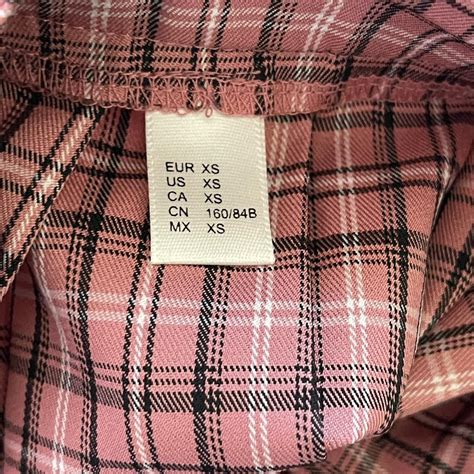 EUR XS
US XS
CA XS
CN 160/84B
MX XS